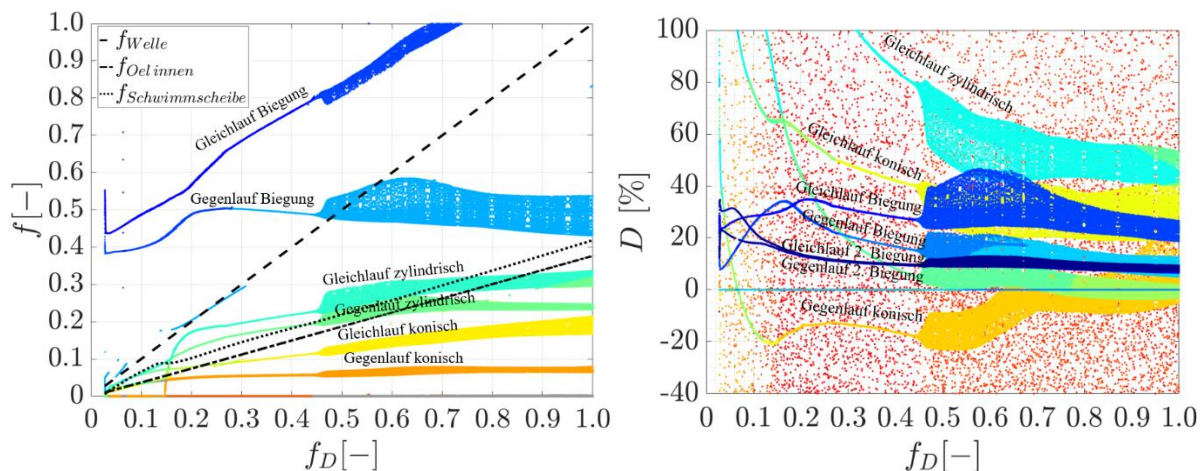 1.0
0.9
0.8
0.7
0.6
0.5
0.4
0.3
0.2
0.1
0
f[-]
f_Welle
f_Oel innen
f_Schwimmscheibe
Gleichlauf Biegung
Gegenlauf Biegung
Gleichlauf zylindrisch
Gegenlauf zylindrisch
Gleichlauf konisch
Gegenlauf konisch
0 0.1 0.2 0.3 0.4 0.5 0.6 0.7 0.8 0.9 1.0
f_D[-]
100
80
60
40
20
0
-20
-40
D [%]
Gleichlauf zylindrisch
Gleichlauf konisch
Gleichlauf Biegung
Gegenlauf Biegung
Gleichlauf 2. Biegung
Gegenlauf 2. Biegung
Gegenlauf konisch
0 0.1 0.2 0.3 0.4 0.5 0.6 0.7 0.8 0.9 1.0
f_D[-]